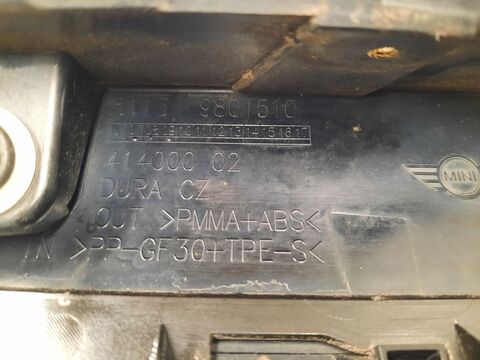 9801510
414000 02
DURA CZ
OUT >PMMA+ABS<
IN >PP-GF30+TPE-S<
MINI